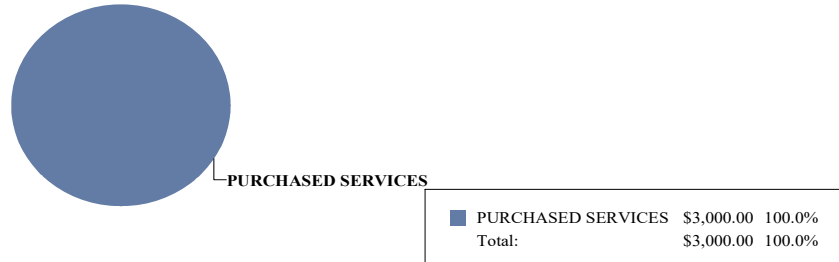 PURCHASED SERVICES
PURCHASED SERVICES $3,000.00 100.0%
Total: $3,000.00 100.0%